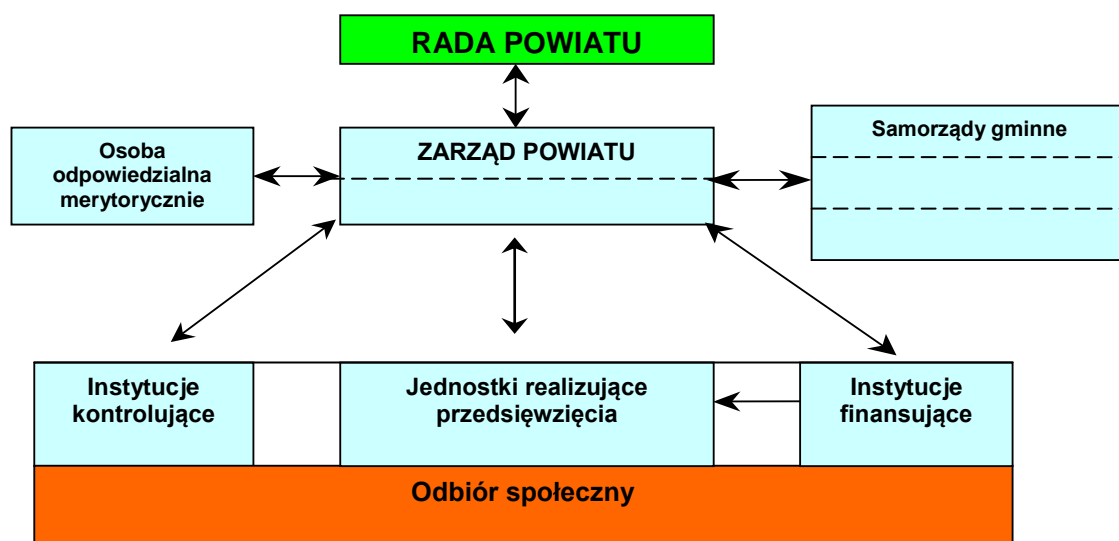 RADA POWIATU
Osoba
odpowiedzialna
merytorycznie
ZARZĄD POWIATU
Samorządy gminne
Instytucje
kontrolujące
Jednostki realizujące
przedsięwzięcia
Instytucje
finansujące
Odbiór społeczny